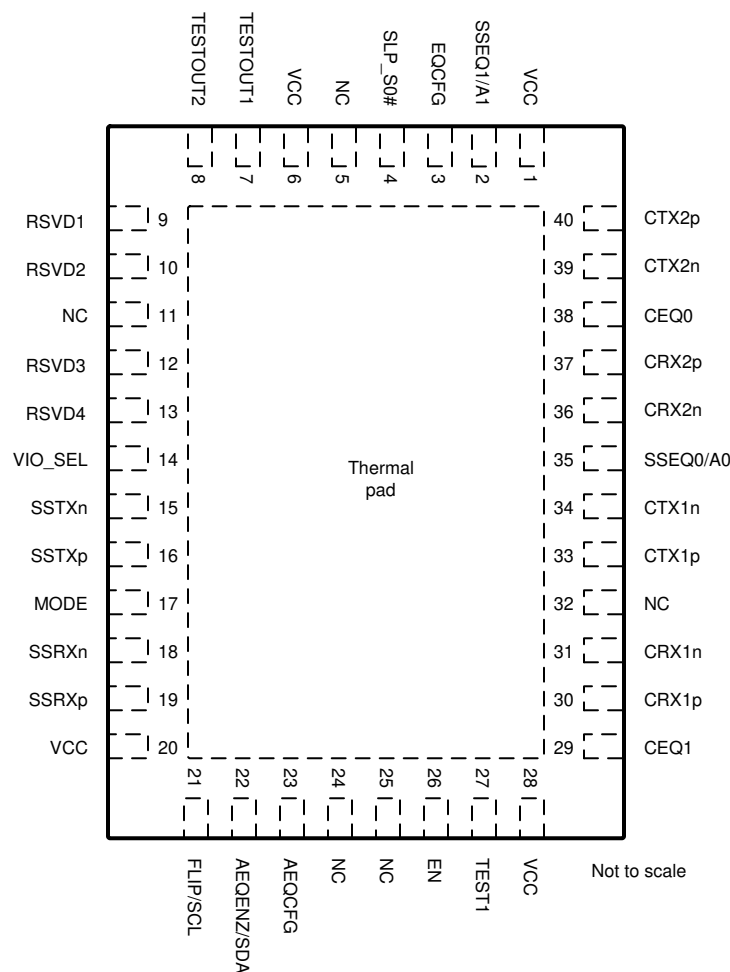 TESTOUT2
TESTOUT1
VCC
NC
SLP_S0#
EQCFG
SSEQ1/A1
VCC
8
7
6
5
4
3
2
1
RSVD1 9
40 CTX2p
RSVD2 10
39 CTX2n
NC 11
38 CEQ0
RSVD3 12
37 CRX2p
RSVD4 13
36 CRX2n
VIO_SEL 14
35 SSEQ0/A0
Thermal
pad
SSTXn 15
34 CTX1n
SSTXp 16
33 CTX1p
MODE 17
32 NC
SSRXn 18
31 CRX1n
SSRXp 19
30 CRX1p
VCC 20
29 CEQ1
21
22
23
24
25
26
27
28
FLIP/SCL
AEQENZ/SDA
AEQCFG
NC
NC
EN
TEST1
VCC
Not to scale